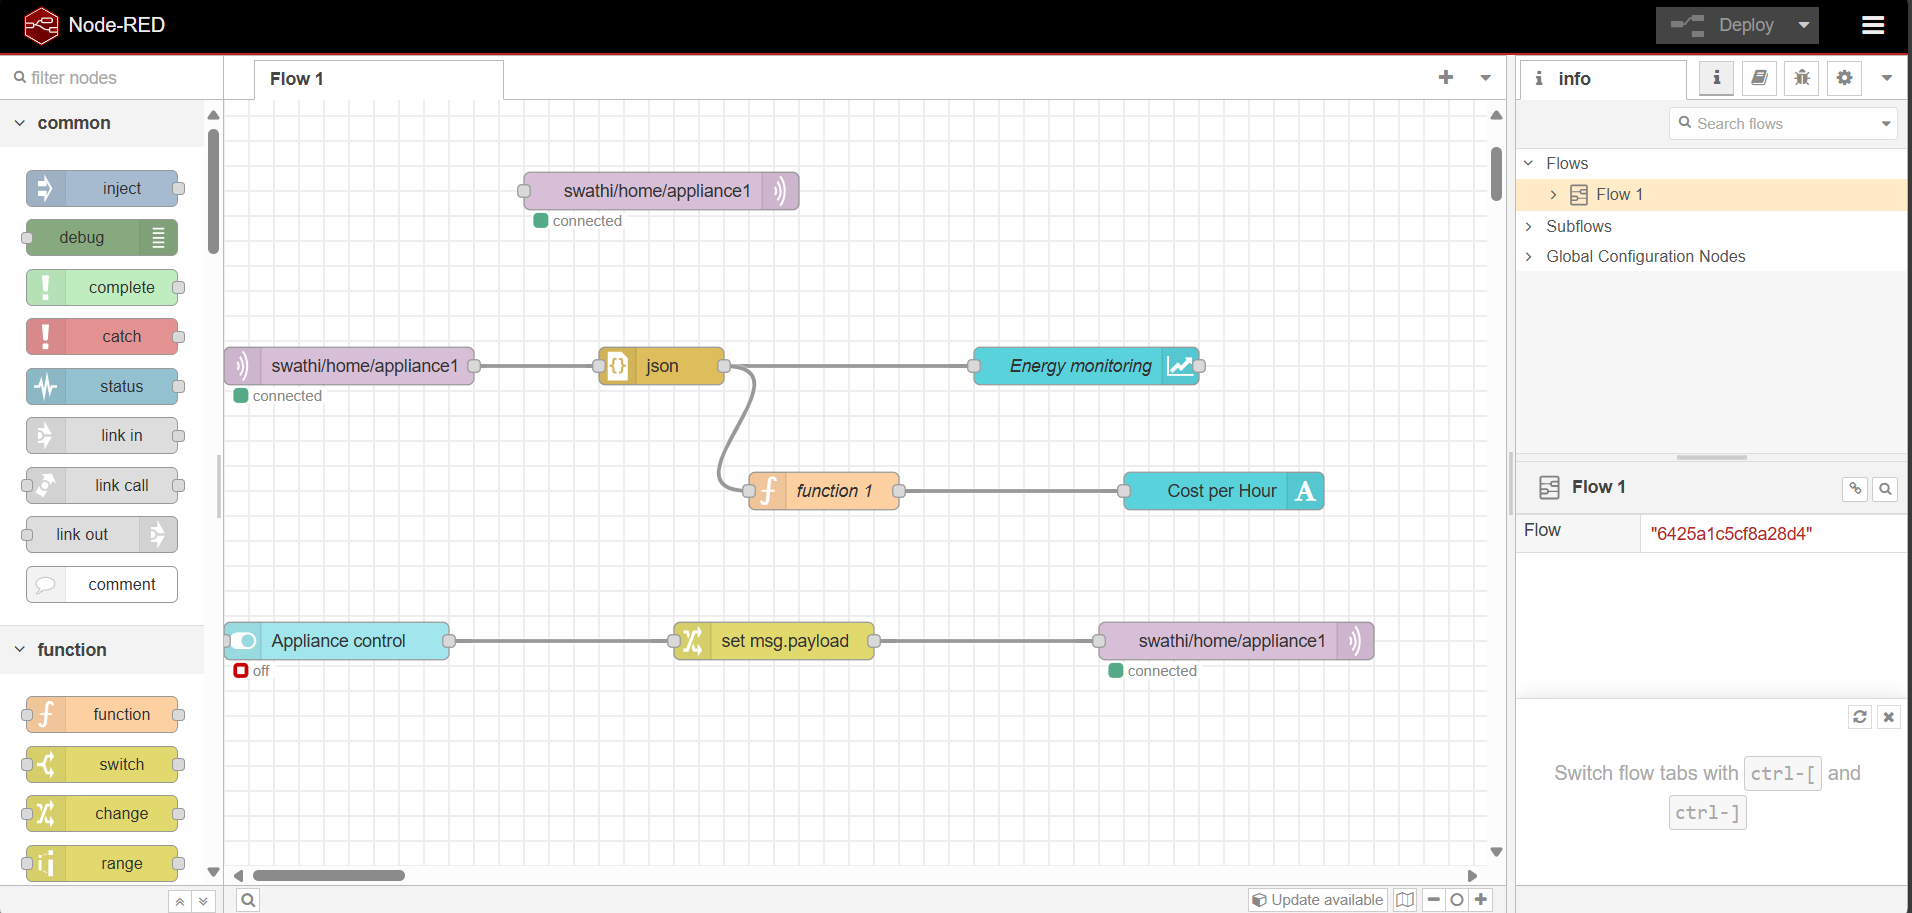 Node-RED
Deploy
filter nodes
Flow 1
info
Search flows
common
inject
debug
complete
catch
status
link in
link call
link out
comment
function
function
switch
change
range
swathi/home/appliance1
connected
swathi/home/appliance1
connected
json
Energy monitoring
function 1
Cost per Hour
Appliance control
off
set msg.payload
swathi/home/appliance1
connected
Flows
Flow 1
Subflows
Global Configuration Nodes
Flow 1
Flow
"6425a1c5cf8a28d4"
Switch flow tabs with ctrl-[ and
ctrl-]
Update available